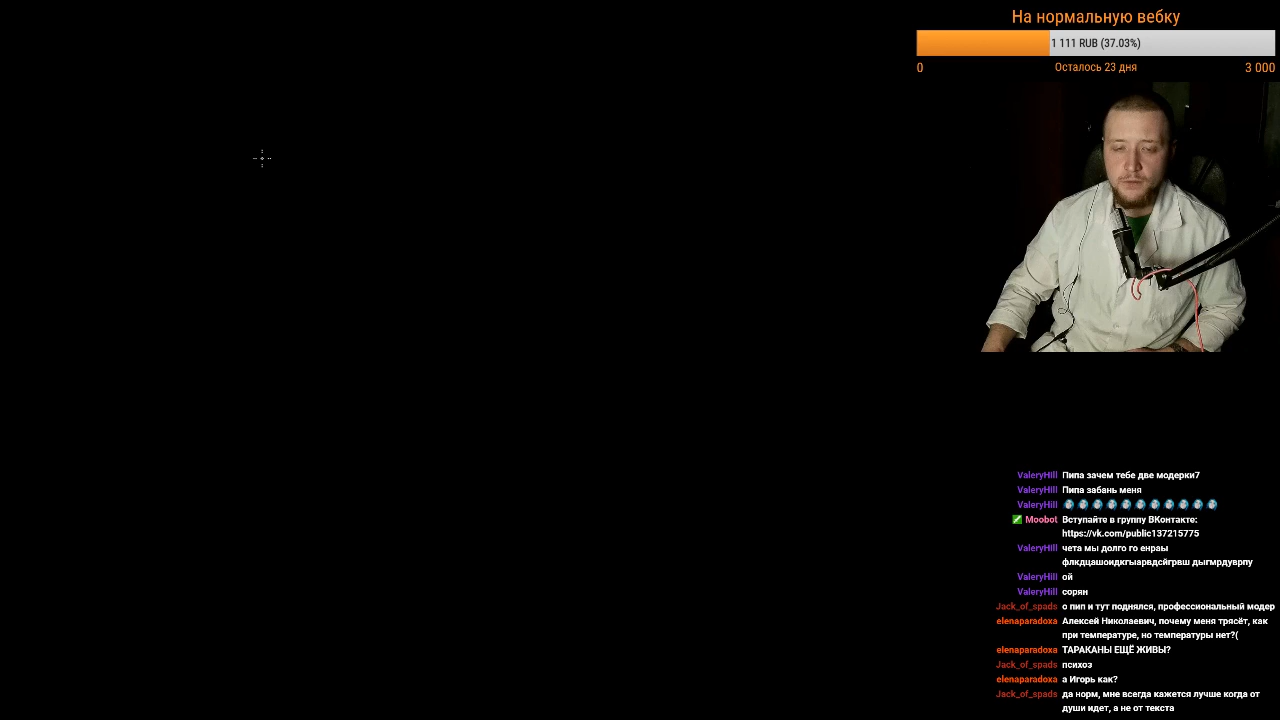 На нормальную вебку
1 111 RUB (37.03%)
0 Осталось 23 дня 3 000
ValeryHill Пипа зачем тебе две модерки7
ValeryHill Пипа забань меня
ValeryHill
Moobot Вступайте в группу ВКонтакте:
https://vk.com/public137215775
ValeryHill чета мы долго го енраы
флкдцашоидкгыарвдсйгрвш дыгмрдуврпу
ValeryHill ой
ValeryHill сорян
Jack_of_spads о пип и тут поднялся, профессиональный модер
elenaparadoxa Алексей Николаевич, почему меня трясёт, как
при температуре, но температуры нет?(
elenaparadoxa ТАРАКАНЫ ЕЩЁ ЖИВЫ?
Jack_of_spads психоз
elenaparadoxa а Игорь как?
Jack_of_spads да норм, мне всегда кажется лучше когда от
души идет, а не от текста